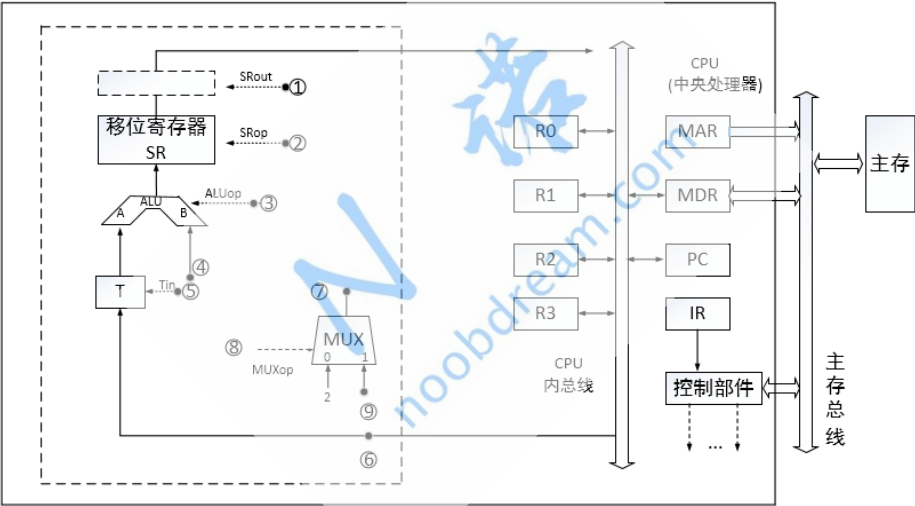 SRout ①
移位寄存器
SR
SRop ②
ALU
A
B
ALUop ③
④
T
Tin ⑤
⑦
MUX
0 1
⑧
MUXop
2
⑨
⑥
R0
R1
R2
R3
CPU
内总线
CPU
(中央处理器)
MAR
MDR
PC
IR
控制部件
...
主存
主存总线
诺
N
noobdream.com